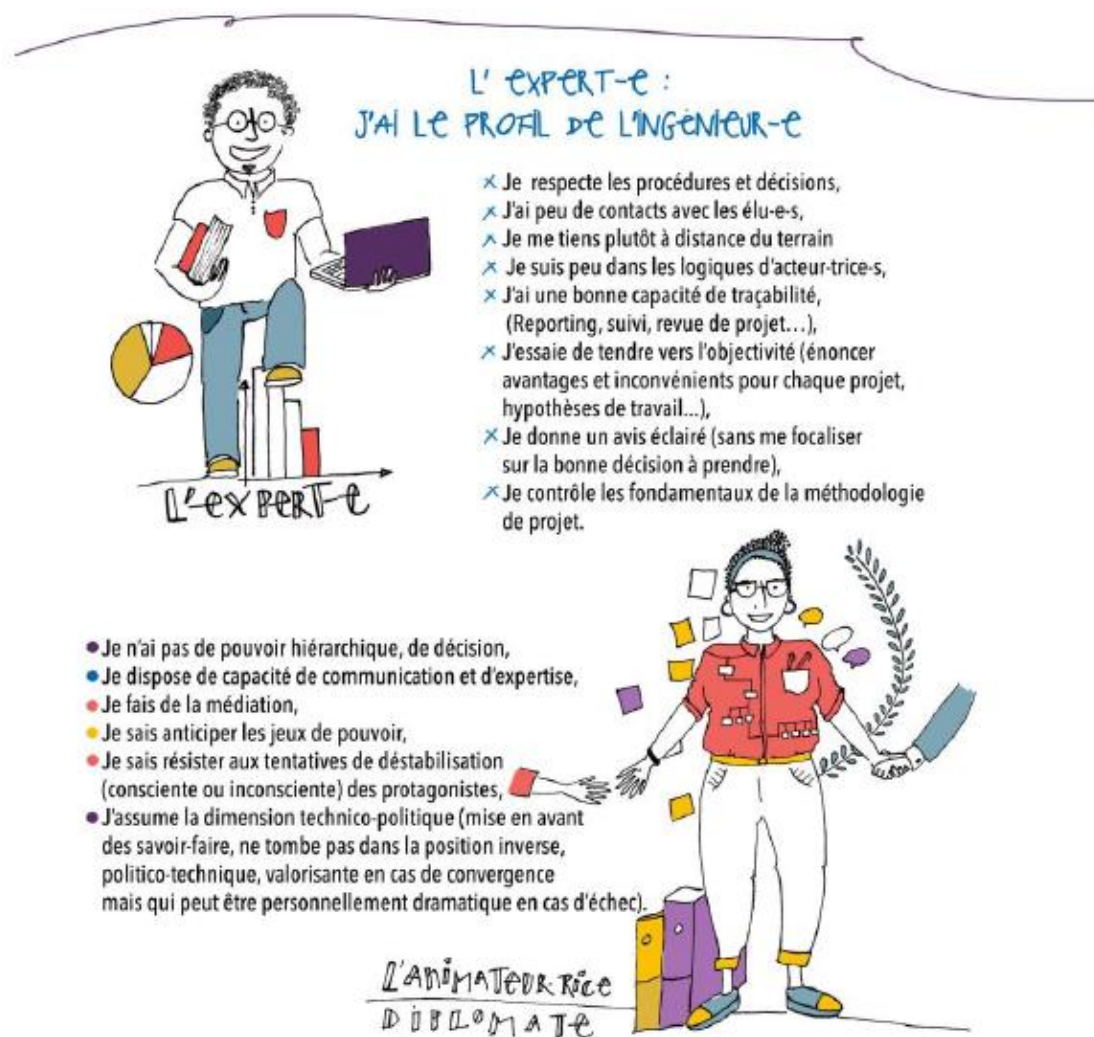 L' EXPERT-E :
J'AI LE PROFIL DE L'INGÉNIEUR-E
Je respecte les procédures et décisions,
J'ai peu de contacts avec les élu-e-s,
Je me tiens plutôt à distance du terrain
Je suis peu dans les logiques d'acteur-trice-s,
J'ai une bonne capacité de traçabilité,
(Reporting, suivi, revue de projet…),
J'essaie de tendre vers l'objectivité (énoncer
avantages et inconvénients pour chaque projet,
hypothèses de travail...),
Je donne un avis éclairé (sans me focaliser
sur la bonne décision à prendre),
Je contrôle les fondamentaux de la méthodologie
de projet.
L'-EXPERT-E
Je n'ai pas de pouvoir hiérarchique, de décision,
Je dispose de capacité de communication et d'expertise,
Je fais de la médiation,
Je sais anticiper les jeux de pouvoir,
Je sais résister aux tentatives de déstabilisation
(consciente ou inconsciente) des protagonistes,
J'assume la dimension technico-politique (mise en avant
des savoir-faire, ne tombe pas dans la position inverse,
politico-technique, valorisante en cas de convergence
mais qui peut être personnellement dramatique en cas d'échec).
L'ANIMATEUR·RICE
DIPLOMATE